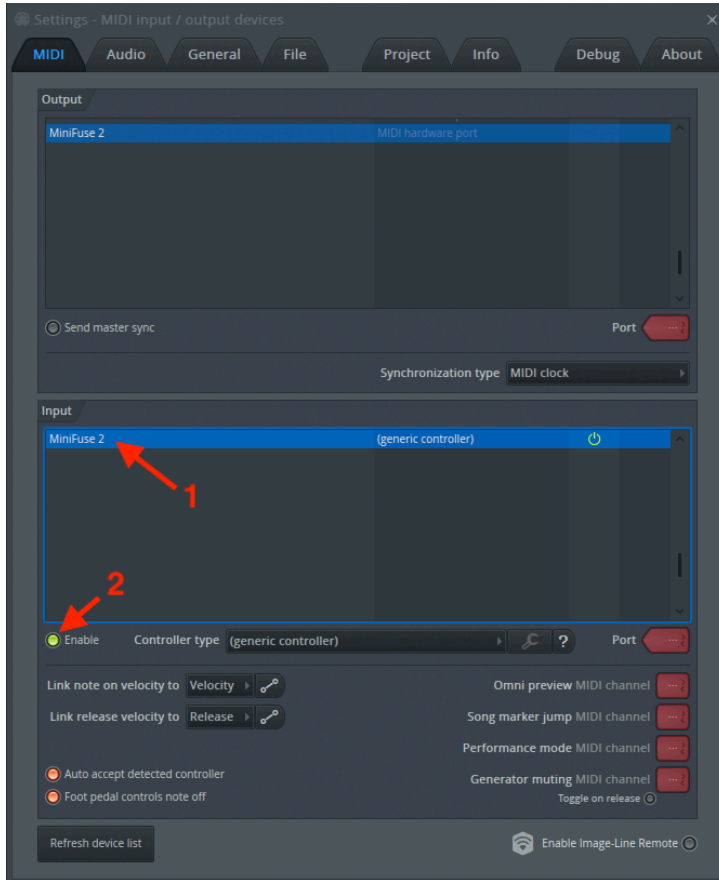 Settings - MIDI input / output devices
MIDI Audio General File Project Info Debug About
Output
MiniFuse 2 MIDI hardware port
Send master sync Port ---
Synchronization type MIDI clock
Input
MiniFuse 2 (generic controller)
1
2
Enable Controller type (generic controller) ? Port ---
Link note on velocity to Velocity Omni preview MIDI channel ---
Link release velocity to Release Song marker jump MIDI channel ---
Performance mode MIDI channel ---
Auto accept detected controller Generator muting MIDI channel ---
Foot pedal controls note off Toggle on release
Refresh device list Enable Image-Line Remote